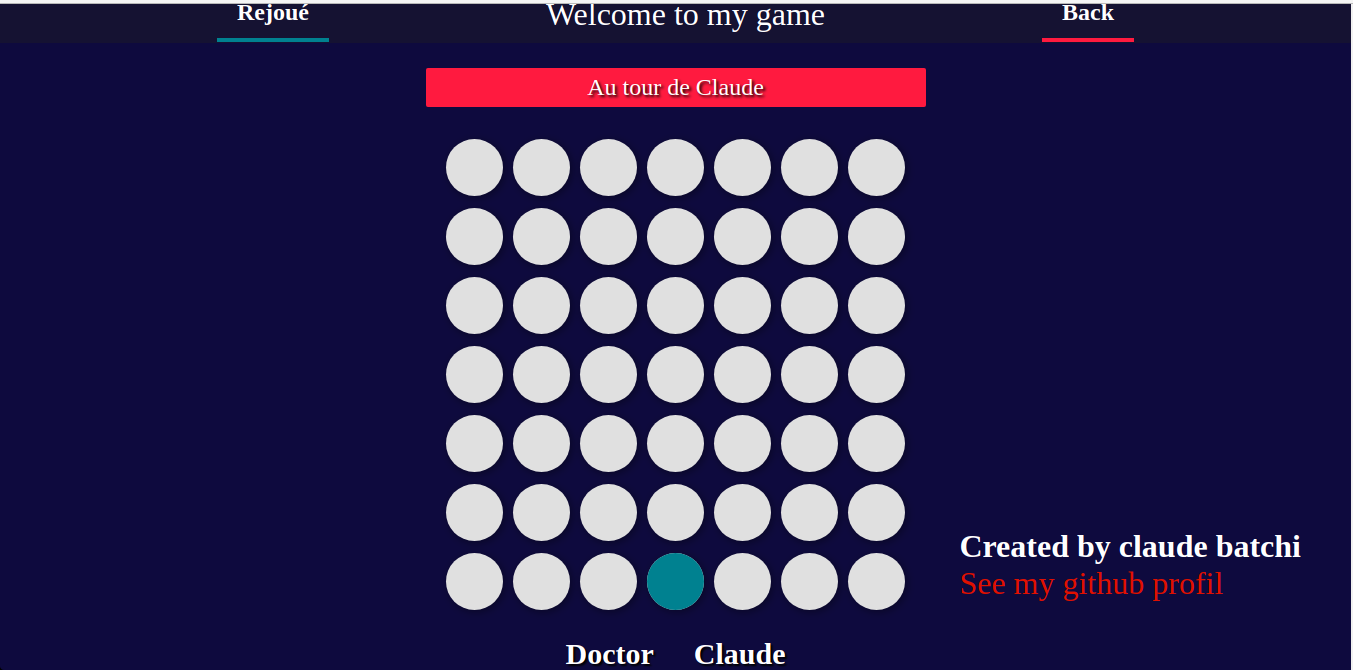 Rejoué
Welcome to my game
Back
Au tour de Claude
Created by claude batchi
See my github profil
Doctor
Claude